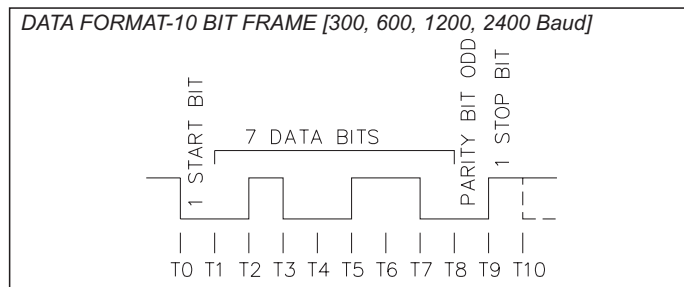 DATA FORMAT-10 BIT FRAME [300, 600, 1200, 2400 Baud]
1 START BIT
7 DATA BITS
PARITY BIT ODD
1 STOP BIT
T0 T1 T2 T3 T4 T5 T6 T7 T8 T9 T10